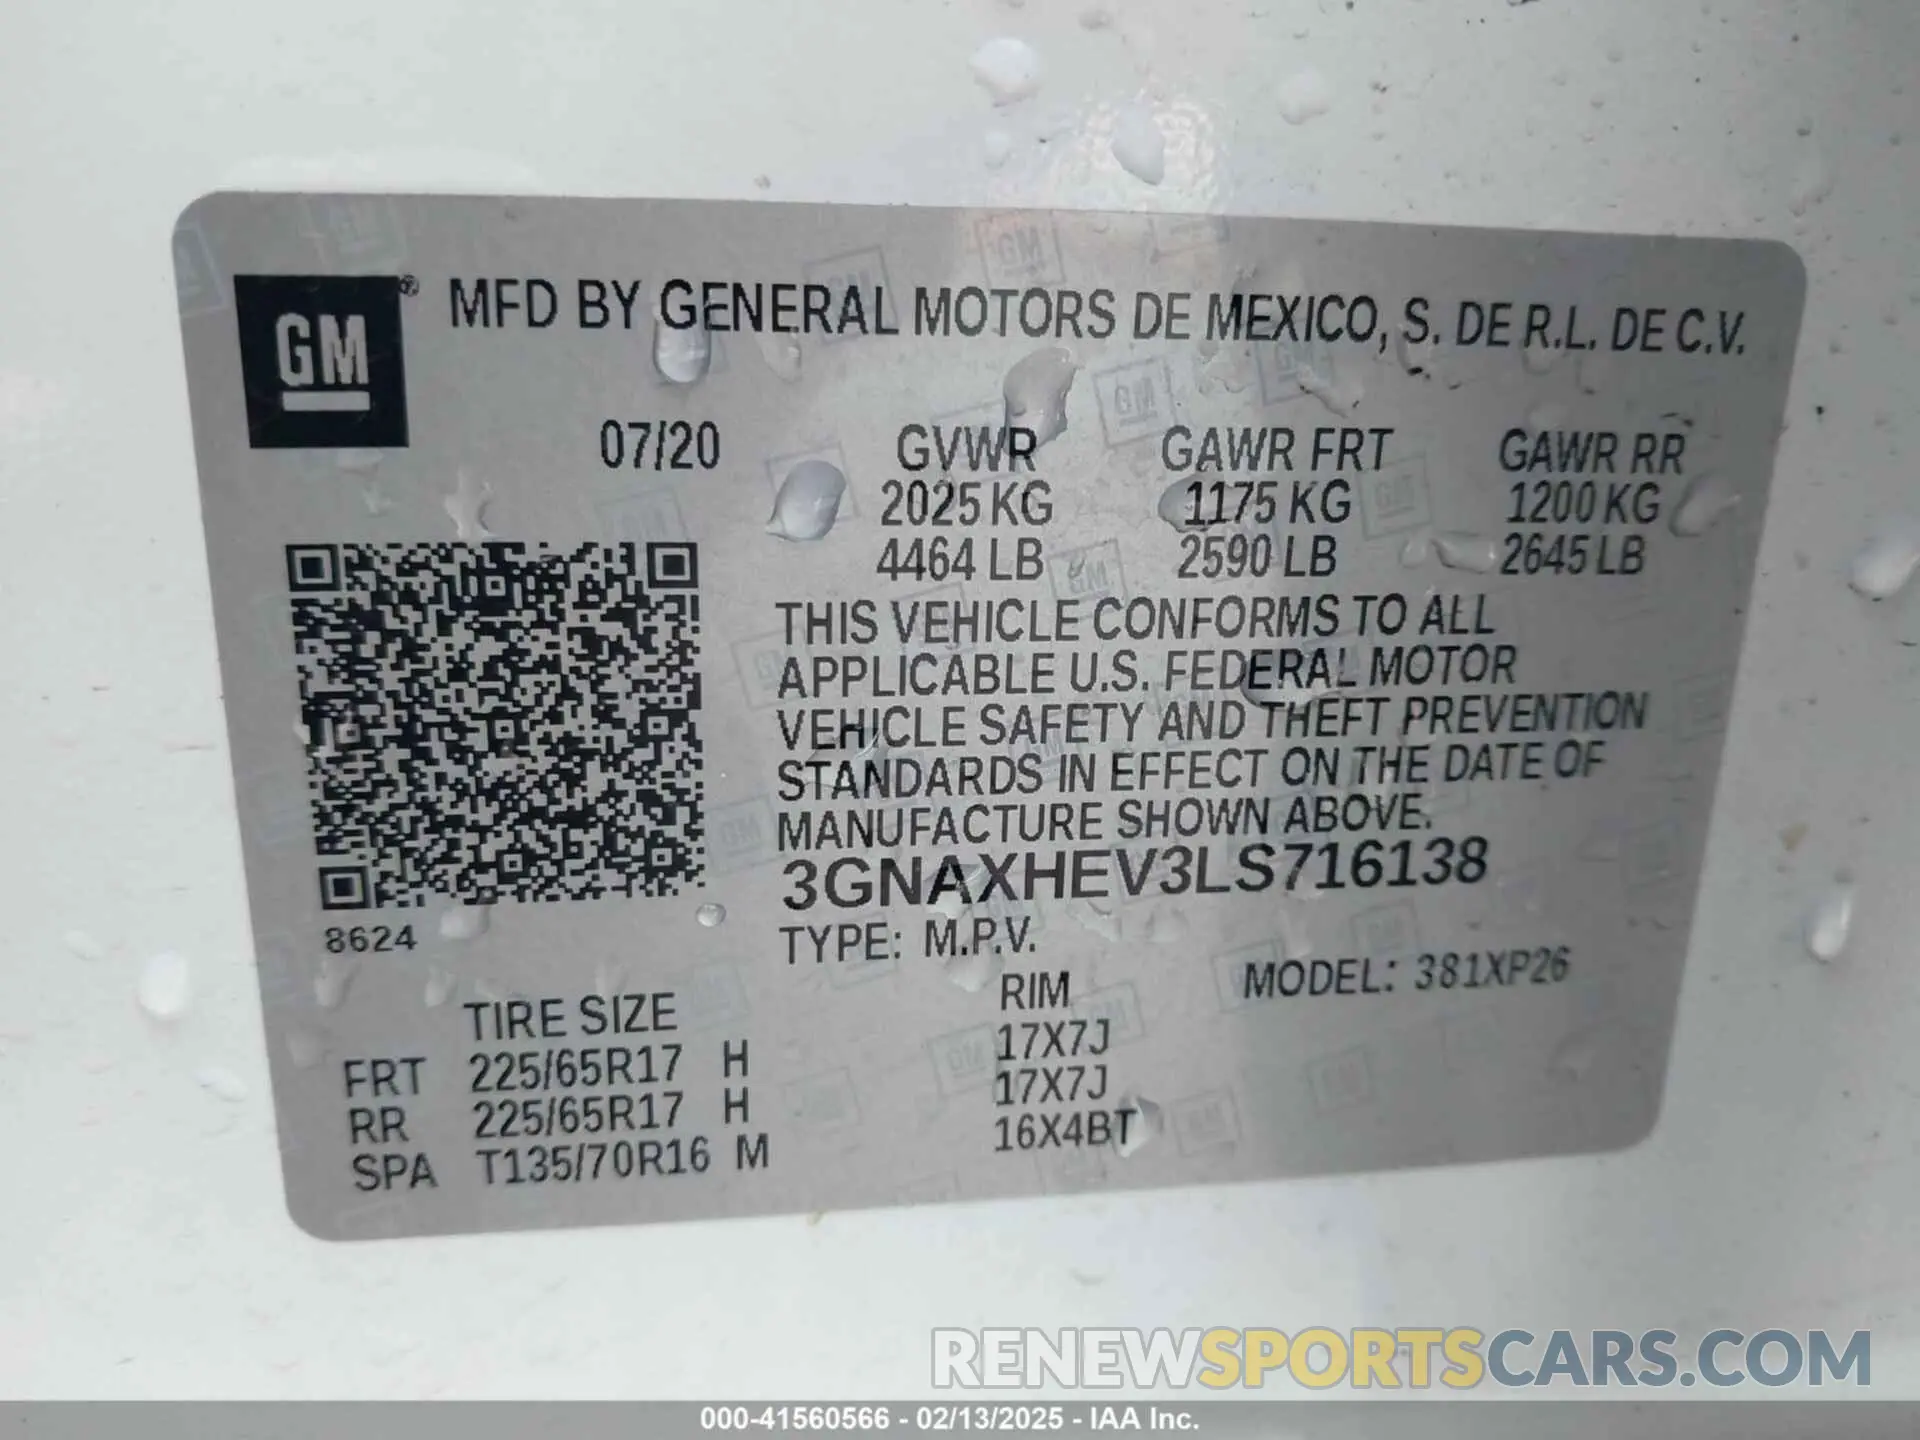 GM® MFD BY GENERAL MOTORS DE MEXICO, S. DE R.L. DE C.V.
07/20 GVWR GAWR FRT GAWR RR
2025 KG 1175 KG 1200 KG
4464 LB 2590 LB 2645 LB
THIS VEHICLE CONFORMS TO ALL
APPLICABLE U.S. FEDERAL MOTOR
VEHICLE SAFETY AND THEFT PREVENTION
STANDARDS IN EFFECT ON THE DATE OF
MANUFACTURE SHOWN ABOVE.
3GNAXHEV3LS716138
8624
TYPE: M.P.V.
MODEL: 381XP26
TIRE SIZE RIM
FRT 225/65R17 H 17X7J
RR 225/65R17 H 17X7J
SPA T135/70R16 M 16X4BT
RENEWSPORTSCARS.COM
000-41560566 - 02/13/2025 - IAA Inc.